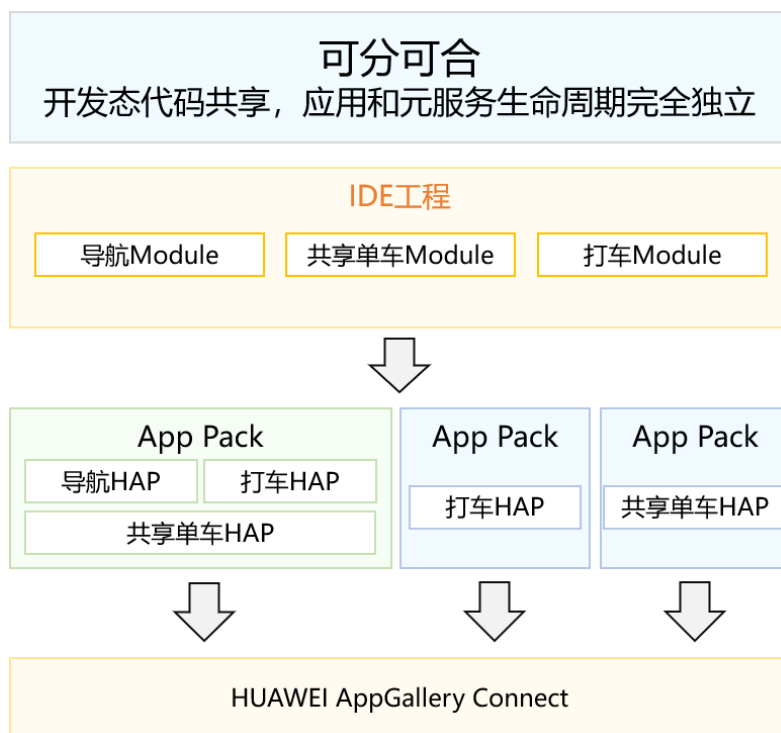 可分可合
开发态代码共享，应用和元服务生命周期完全独立
IDE工程
导航Module
共享单车Module
打车Module
App Pack
导航HAP
打车HAP
共享单车HAP
App Pack
打车HAP
App Pack
共享单车HAP
HUAWEI AppGallery Connect